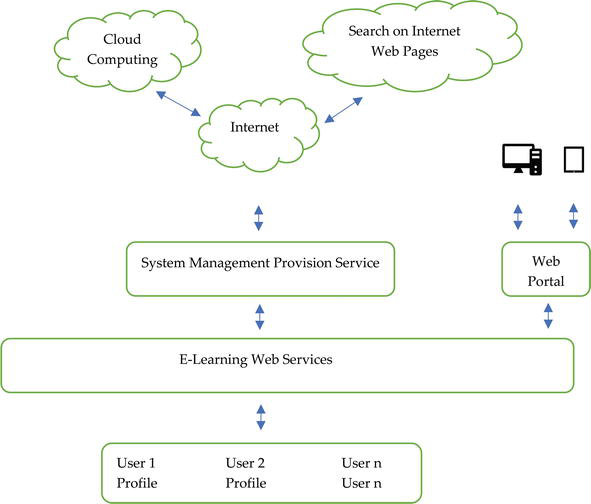 Cloud
Computing
Search on Internet
Web Pages
Internet
System Management Provision Service
Web
Portal
E-Learning Web Services
User 1
Profile
User 2
Profile
User n
User n